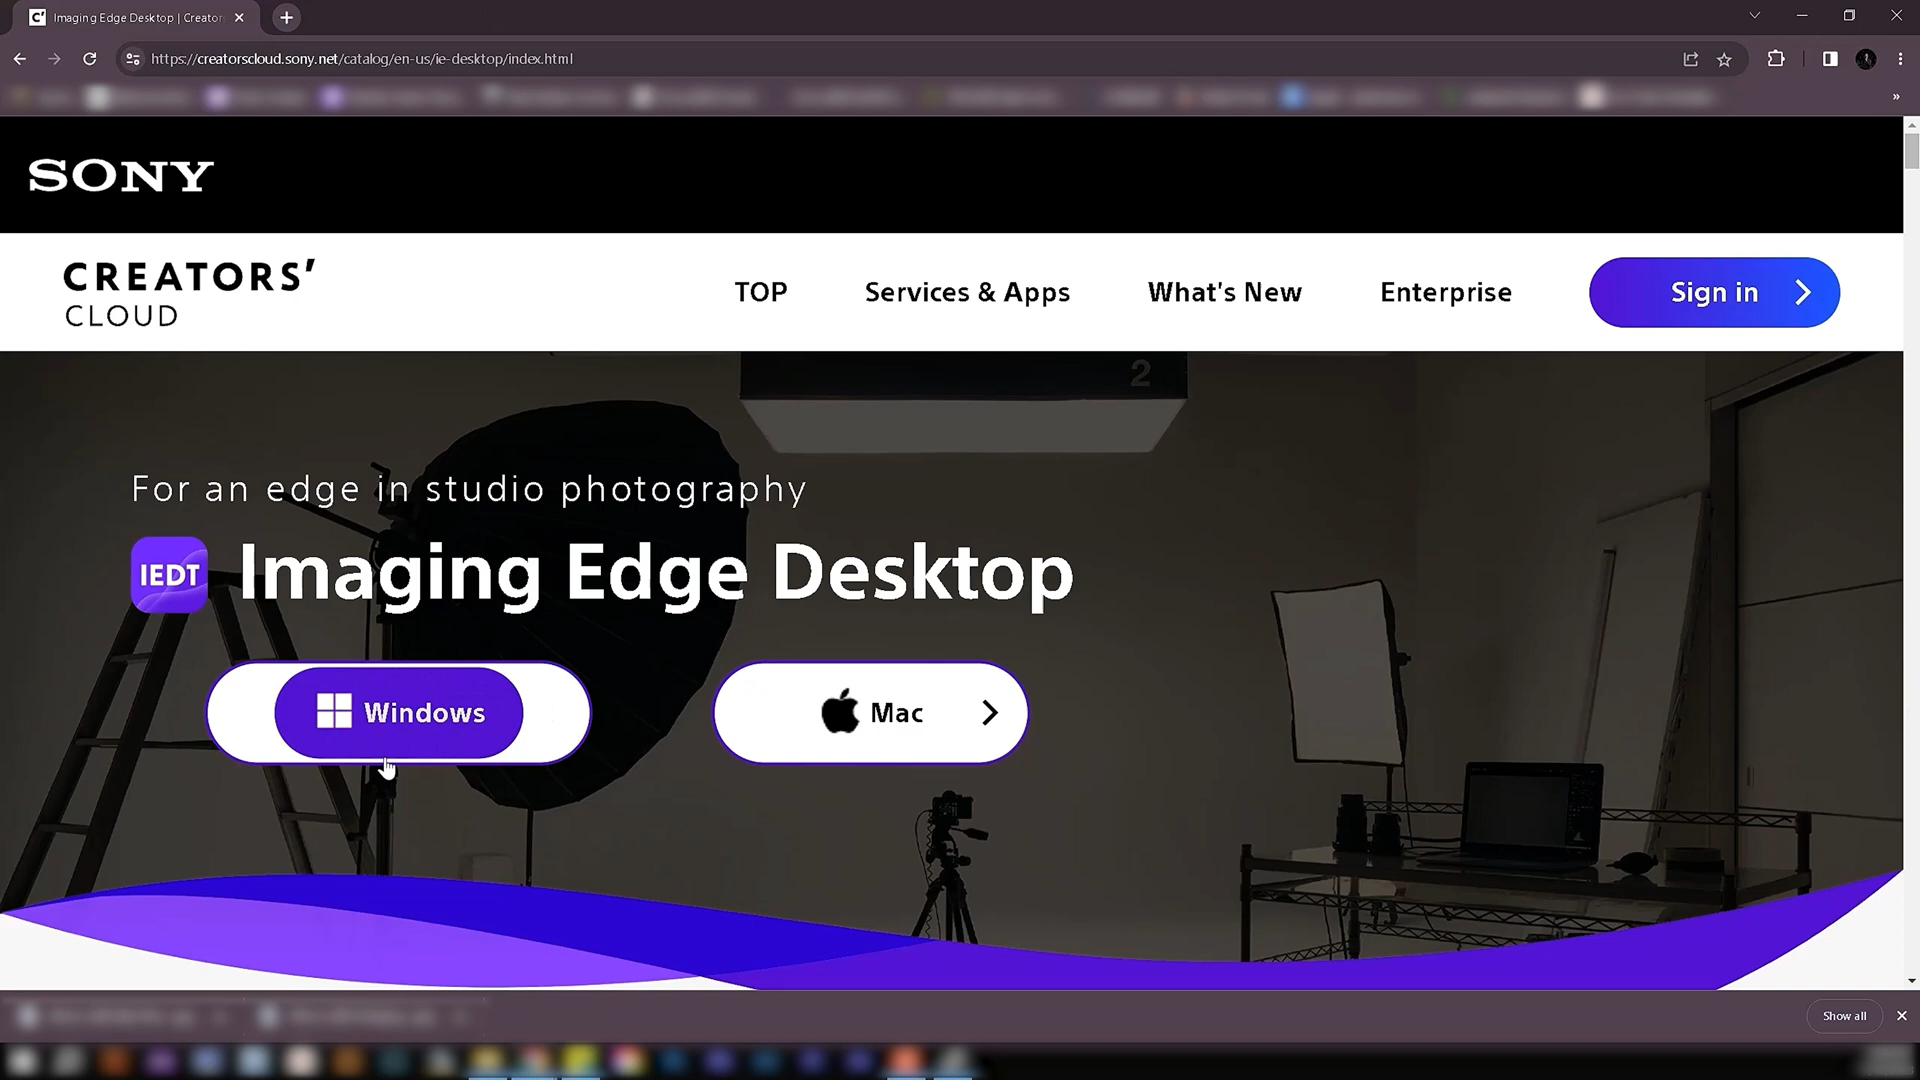 Imaging Edge Desktop | Creator
https://creatorscloud.sony.net/catalog/en-us/ie-desktop/index.html
»
SONY
CREATORS'
CLOUD
TOP
Services & Apps
What's New
Enterprise
Sign in
2
For an edge in studio photography
IEDT
Imaging Edge Desktop
Windows
Mac
Show all